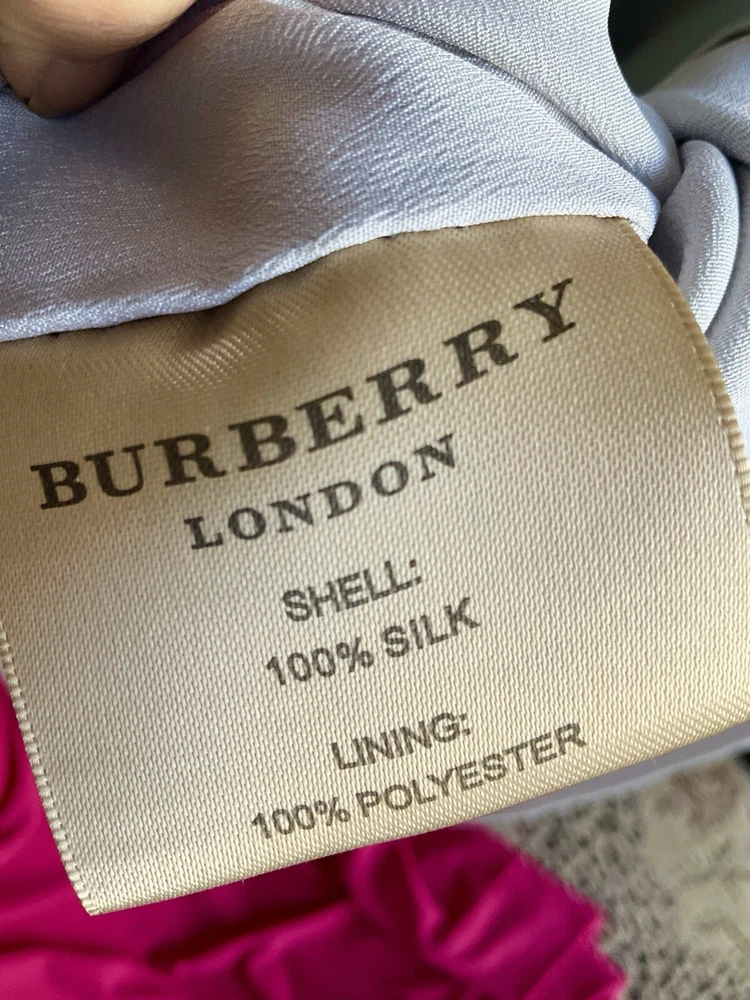 BURBERRY
LONDON
SHELL:
100% SILK
LINING:
100% POLYESTER